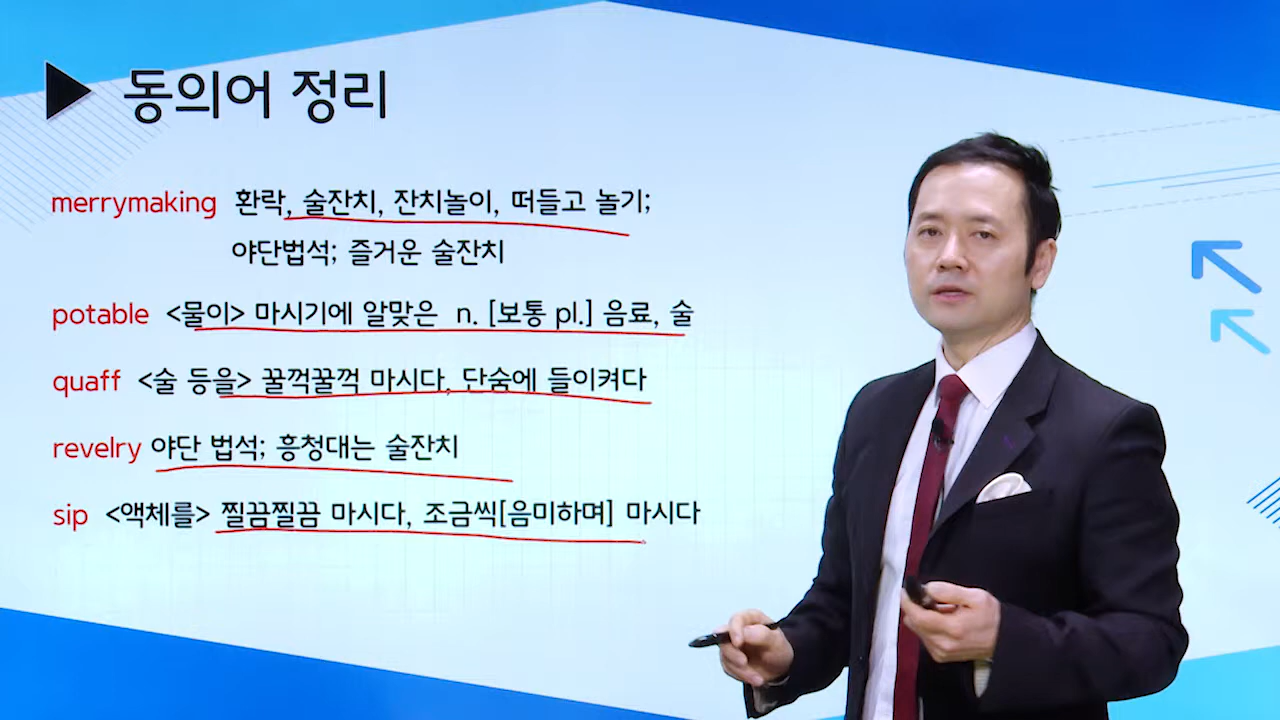 동의어 정리
merrymaking 환락, 술잔치, 잔치놀이, 떠들고 놀기;
야단법석; 즐거운 술잔치
potable <물이> 마시기에 알맞은 n. [보통 pl.] 음료, 술
quaff <술 등을> 꿀꺽꿀꺽 마시다, 단숨에 들이켜다
revelry 야단 법석; 흥청대는 술잔치
sip <액체를> 찔끔찔끔 마시다, 조금씩[음미하며] 마시다